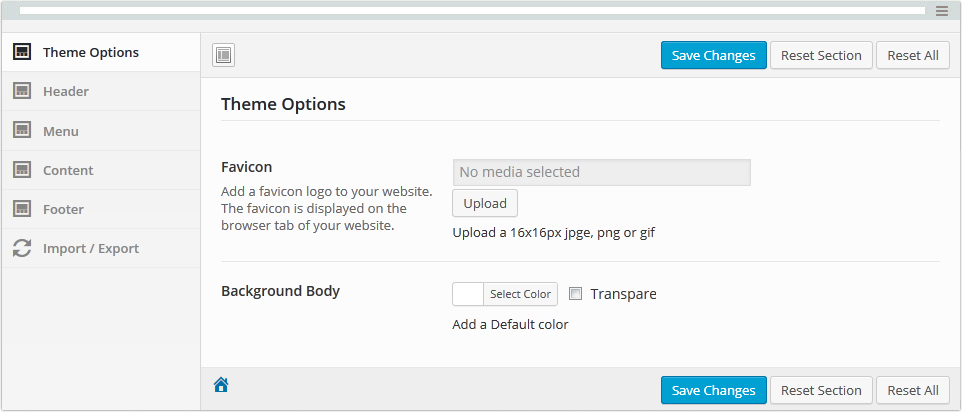 Theme Options
Header
Menu
Content
Footer
Import / Export
Save Changes
Reset Section
Reset All
Theme Options
Favicon
Add a favicon logo to your website.
The favicon is displayed on the
browser tab of your website.
No media selected
Upload
Upload a 16x16px jpge, png or gif
Background Body
Select Color
Transpare
Add a Default color
Save Changes
Reset Section
Reset All